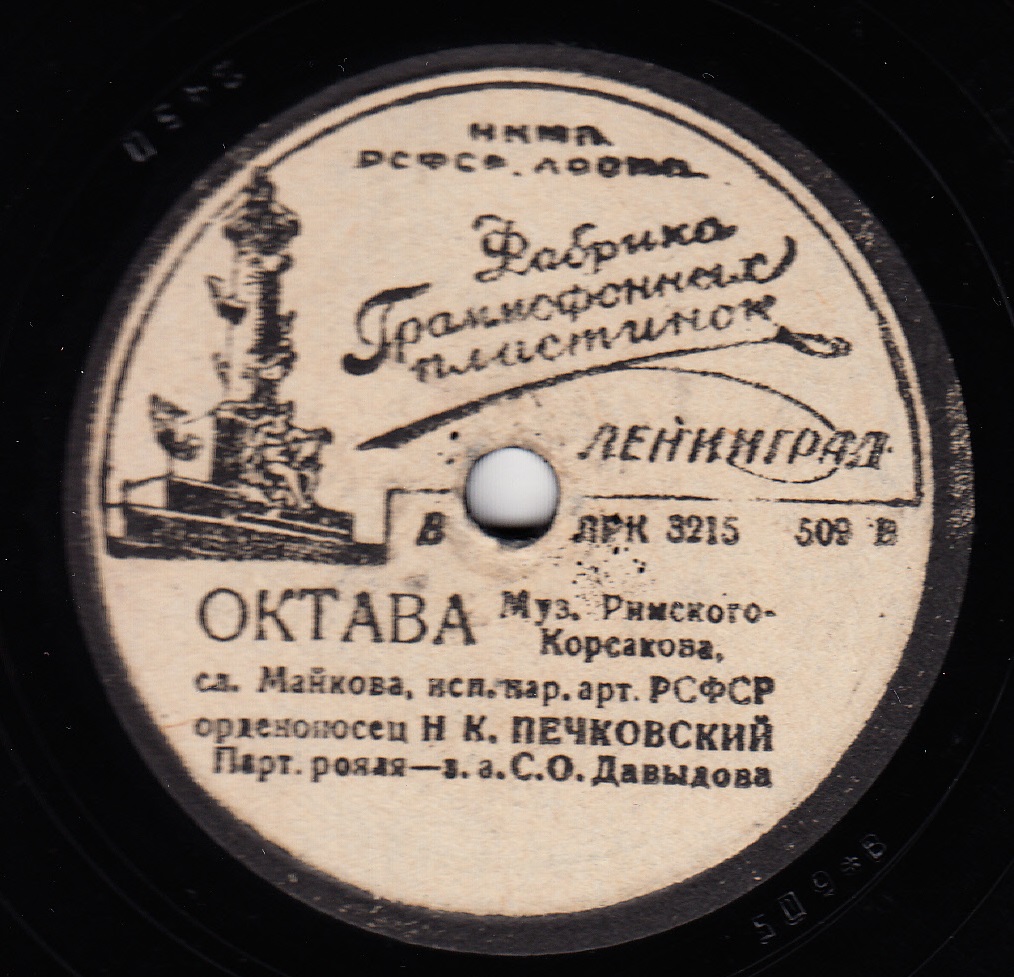 НКМП
РСФСР. ЛООМП
Фабрика
Граммофонных
пластинок
ЛЕНИНГРАД
В ЛРК 3215 509 В
ОКТАВА Муз. Римского-
Корсакова,
сл. Майкова, исп. нар. арт. РСФСР
орденоносец Н К. ПЕЧКОВСКИЙ
Парт. рояля—з. а. С. О. Давыдова
509*В